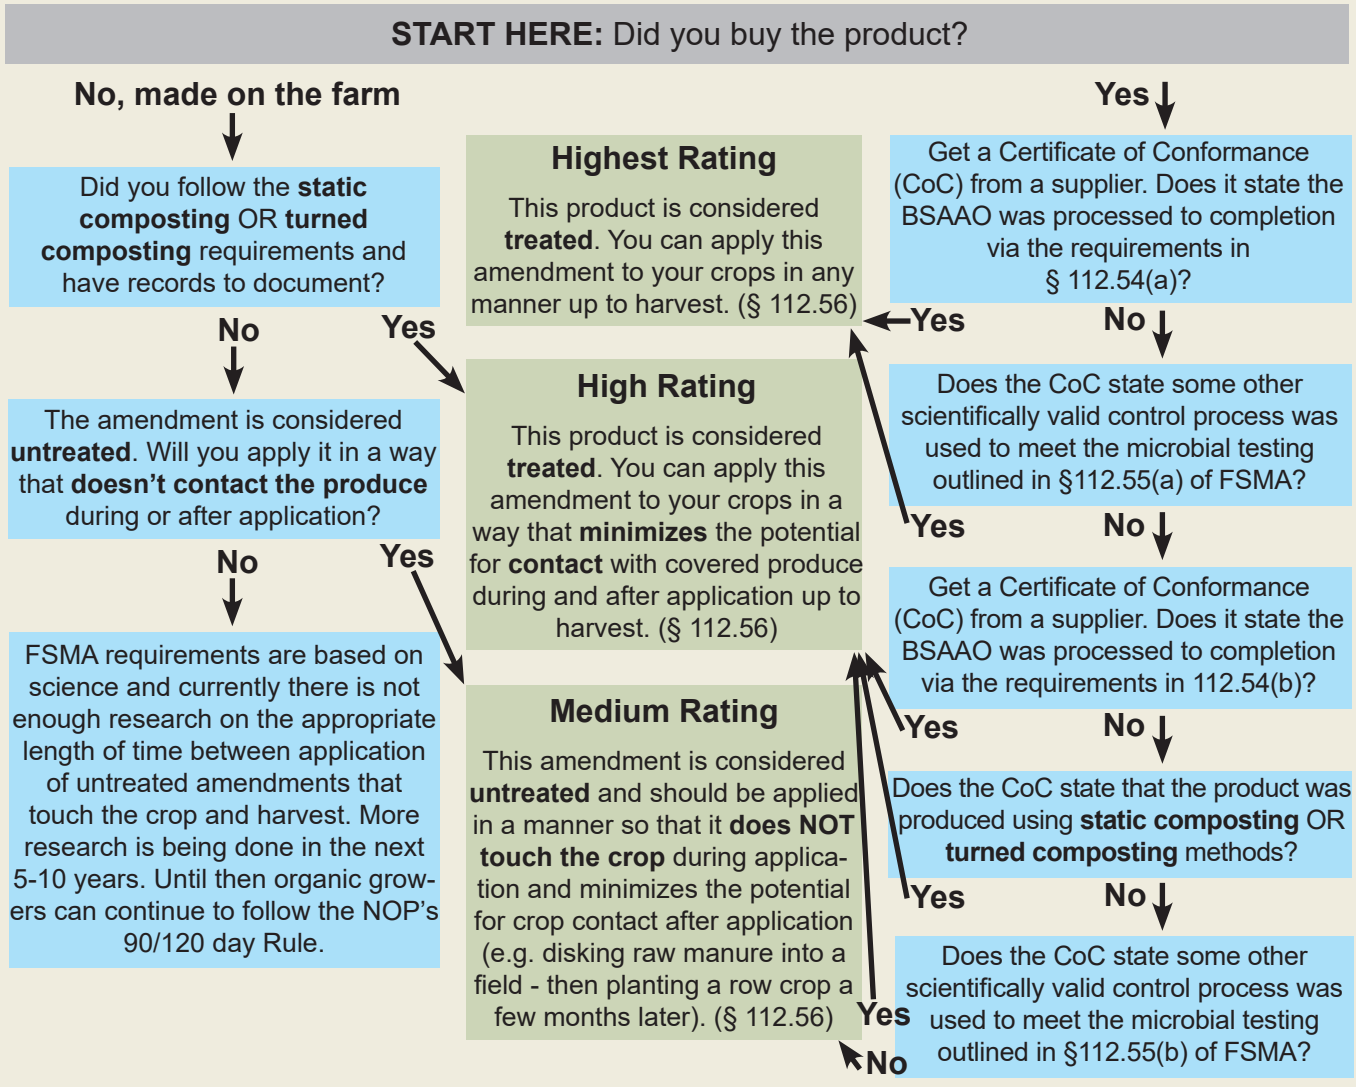 START HERE: Did you buy the product?
No, made on the farm
Did you follow the static
composting OR turned
composting requirements and
have records to document?
No
Yes
The amendment is considered
untreated. Will you apply it in a way
that doesn’t contact the produce
during or after application?
No
Yes
FSMA requirements are based on
science and currently there is not
enough research on the appropriate
length of time between application
of untreated amendments that
touch the crop and harvest. More
research is being done in the next
5-10 years. Until then organic grow-
ers can continue to follow the NOP’s
90/120 day Rule.
Highest Rating
This product is considered
treated. You can apply this
amendment to your crops in any
manner up to harvest. (§ 112.56)
High Rating
This product is considered
treated. You can apply this
amendment to your crops in a
way that minimizes the potential
for contact with covered produce
during and after application up to
harvest. (§ 112.56)
Medium Rating
This amendment is considered
untreated and should be applied
in a manner so that it does NOT
touch the crop during applica-
tion and minimizes the potential
for crop contact after application
(e.g. disking raw manure into a
field - then planting a row crop a
few months later). (§ 112.56)
Yes
Get a Certificate of Conformance
(CoC) from a supplier. Does it state the
BSAAO was processed to completion
via the requirements in
§ 112.54(a)?
Yes
No
Does the CoC state some other
scientifically valid control process was
used to meet the microbial testing
outlined in §112.55(a) of FSMA?
Yes
No
Get a Certificate of Conformance
(CoC) from a supplier. Does it state the
BSAAO was processed to completion
via the requirements in 112.54(b)?
Yes
No
Does the CoC state that the product was
produced using static composting OR
turned composting methods?
Yes
No
Does the CoC state some other
scientifically valid control process was
used to meet the microbial testing
outlined in §112.55(b) of FSMA?
Yes
No